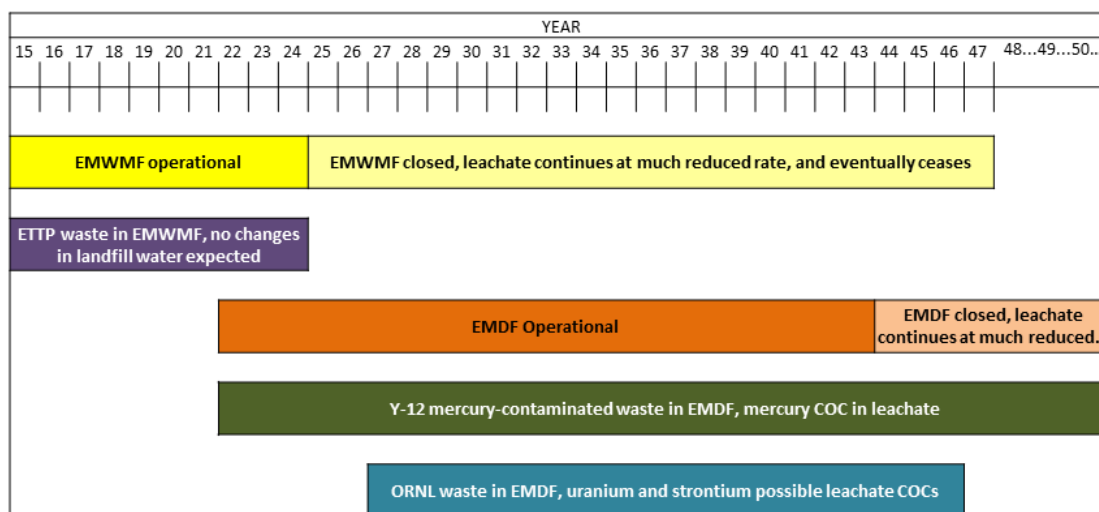 YEAR
15 16 17 18 19 20 21 22 23 24 25 26 27 28 29 30 31 32 33 34 35 36 37 38 39 40 41 42 43 44 45 46 47 48...49...50..
EMWMF operational
EMWMF closed, leachate continues at much reduced rate, and eventually ceases
ETTP waste in EMWMF, no changes
in landfill water expected
EMDF Operational
EMDF closed, leachate
continues at much reduced..
Y-12 mercury-contaminated waste in EMDF, mercury COC in leachate
ORNL waste in EMDF, uranium and strontium possible leachate COCs